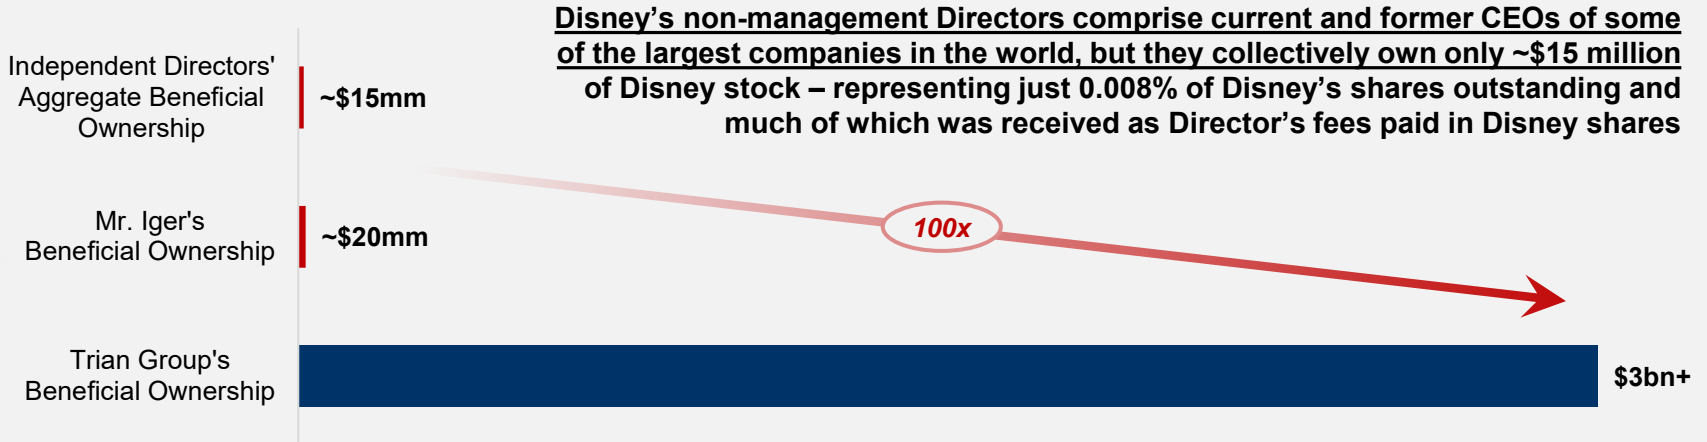 Disney’s non-management Directors comprise current and former CEOs of some
of the largest companies in the world, but they collectively own only ~$15 million
of Disney stock – representing just 0.008% of Disney’s shares outstanding and
much of which was received as Director’s fees paid in Disney shares
Independent Directors'
Aggregate Beneficial
Ownership
~$15mm
Mr. Iger's
Beneficial Ownership
~$20mm
100x
Trian Group's
Beneficial Ownership
$3bn+